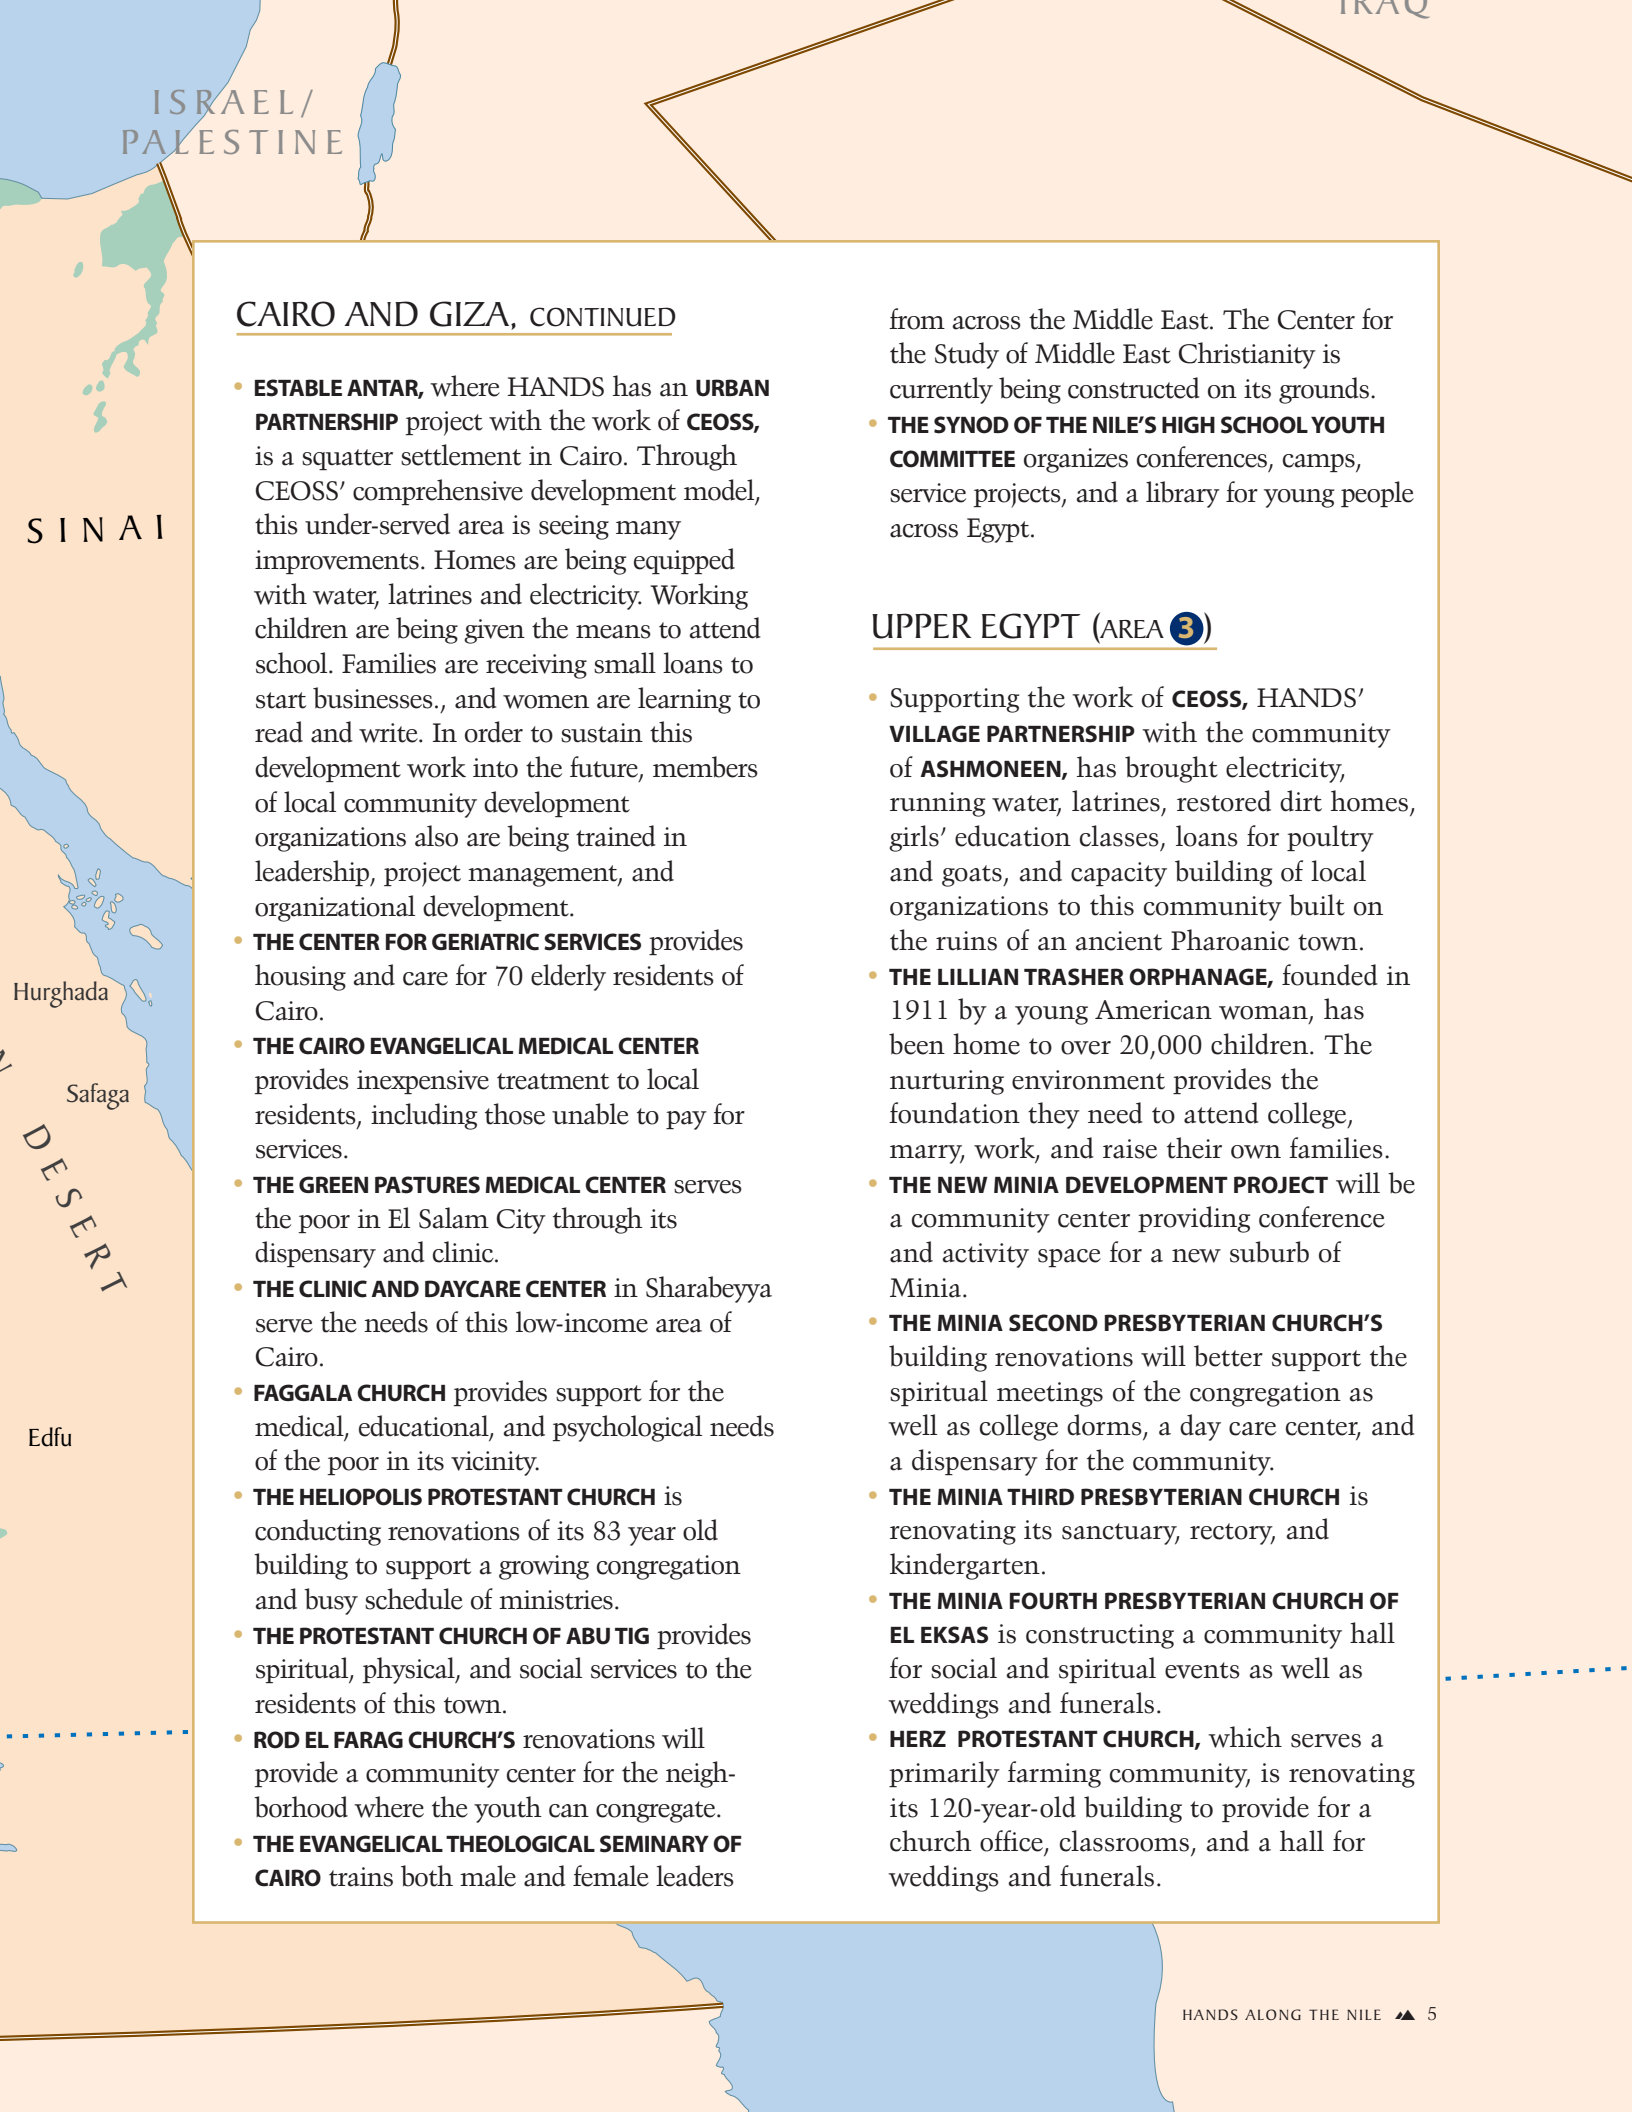 IRAQ
ISRAEL/
PALESTINE
SINAI
Hurghada
N
Safaga
DESERT
Edfu
CAIRO AND GIZA, CONTINUED
• ESTABLE ANTAR, where HANDS has an URBAN
PARTNERSHIP project with the work of CEOSS,
is a squatter settlement in Cairo. Through
CEOSS' comprehensive development model,
this under-served area is seeing many
improvements. Homes are being equipped
with water, latrines and electricity. Working
children are being given the means to attend
school. Families are receiving small loans to
start businesses., and women are learning to
read and write. In order to sustain this
development work into the future, members
of local community development
organizations also are being trained in
leadership, project management, and
organizational development.
• THE CENTER FOR GERIATRIC SERVICES provides
housing and care for 70 elderly residents of
Cairo.
• THE CAIRO EVANGELICAL MEDICAL CENTER
provides inexpensive treatment to local
residents, including those unable to pay for
services.
• THE GREEN PASTURES MEDICAL CENTER serves
the poor in El Salam City through its
dispensary and clinic.
• THE CLINIC AND DAYCARE CENTER in Sharabeyya
serve the needs of this low-income area of
Cairo.
• FAGGALA CHURCH provides support for the
medical, educational, and psychological needs
of the poor in its vicinity.
• THE HELIOPOLIS PROTESTANT CHURCH is
conducting renovations of its 83 year old
building to support a growing congregation
and busy schedule of ministries.
• THE PROTESTANT CHURCH OF ABU TIG provides
spiritual, physical, and social services to the
residents of this town.
• ROD EL FARAG CHURCH'S renovations will
provide a community center for the neigh-
borhood where the youth can congregate.
• THE EVANGELICAL THEOLOGICAL SEMINARY OF
CAIRO trains both male and female leaders
from across the Middle East. The Center for
the Study of Middle East Christianity is
currently being constructed on its grounds.
• THE SYNOD OF THE NILE'S HIGH SCHOOL YOUTH
COMMITTEE organizes conferences, camps,
service projects, and a library for young people
across Egypt.
UPPER EGYPT (AREA 3)
• Supporting the work of CEOSS, HANDS'
VILLAGE PARTNERSHIP with the community
of ASHMONEEN, has brought electricity,
running water, latrines, restored dirt homes,
girls' education classes, loans for poultry
and goats, and capacity building of local
organizations to this community built on
the ruins of an ancient Pharoanic town.
• THE LILLIAN TRASHER ORPHANAGE, founded in
1911 by a young American woman, has
been home to over 20,000 children. The
nurturing environment provides the
foundation they need to attend college,
marry, work, and raise their own families.
• THE NEW MINIA DEVELOPMENT PROJECT will be
a community center providing conference
and activity space for a new suburb of
Minia.
• THE MINIA SECOND PRESBYTERIAN CHURCH'S
building renovations will better support the
spiritual meetings of the congregation as
well as college dorms, a day care center, and
a dispensary for the community.
• THE MINIA THIRD PRESBYTERIAN CHURCH is
renovating its sanctuary, rectory, and
kindergarten.
• THE MINIA FOURTH PRESBYTERIAN CHURCH OF
EL EKSAS is constructing a community hall
for social and spiritual events as well as
weddings and funerals.
• HERZ PROTESTANT CHURCH, which serves a
primarily farming community, is renovating
its 120-year-old building to provide for a
church office, classrooms, and a hall for
weddings and funerals.
HANDS ALONG THE NILE 5